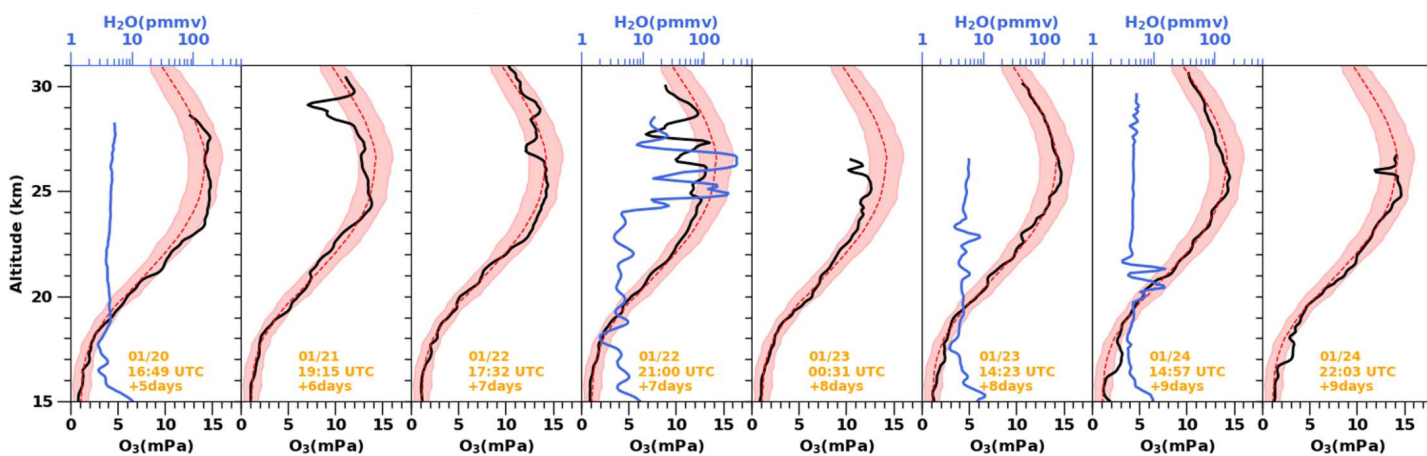 H2O(pmmv) H2O(pmmv) H2O(pmmv) H2O(pmmv)
1 10 100 1 10 100 1 10 100 1 10 100
30
25
20
15
Altitude (km)
01/20
16:49 UTC
+5days
01/21
19:15 UTC
+6days
01/22
17:32 UTC
+7days
01/22
21:00 UTC
+7days
01/23
00:31 UTC
+8days
01/23
14:23 UTC
+8days
01/24
14:57 UTC
+9days
01/24
22:03 UTC
+9days
0 5 10 15 0 5 10 15 0 5 10 15 0 5 10 15 0 5 10 15 0 5 10 15 0 5 10 15 0 5 10 15
O3(mPa) O3(mPa) O3(mPa) O3(mPa) O3(mPa) O3(mPa) O3(mPa) O3(mPa)